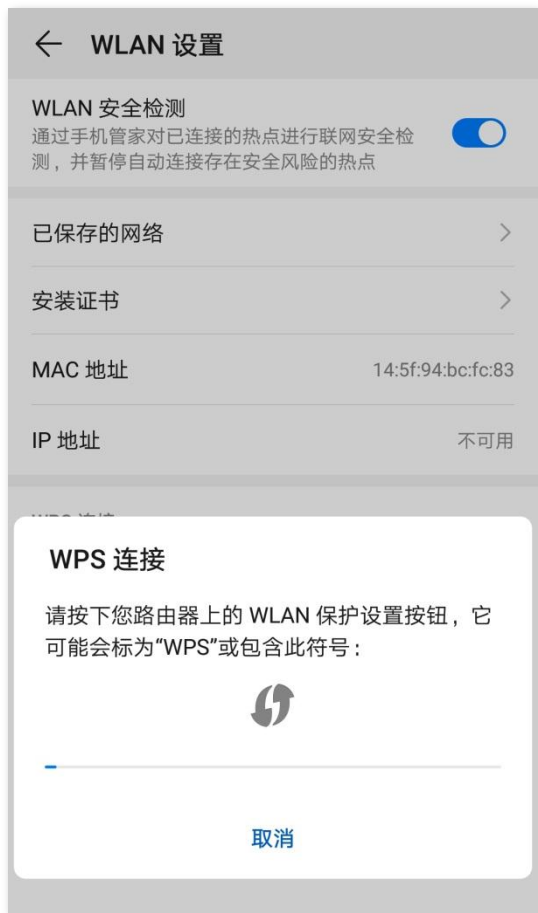 WLAN 设置
WLAN 安全检测
通过手机管家对已连接的热点进行联网安全检
测，并暂停自动连接存在安全风险的热点
已保存的网络
安装证书
MAC 地址 14:5f:94:bc:fc:83
IP 地址 不可用
WPS 连接
WPS 连接
请按下您路由器上的 WLAN 保护设置按钮，它
可能会标为“WPS”或包含此符号：
取消